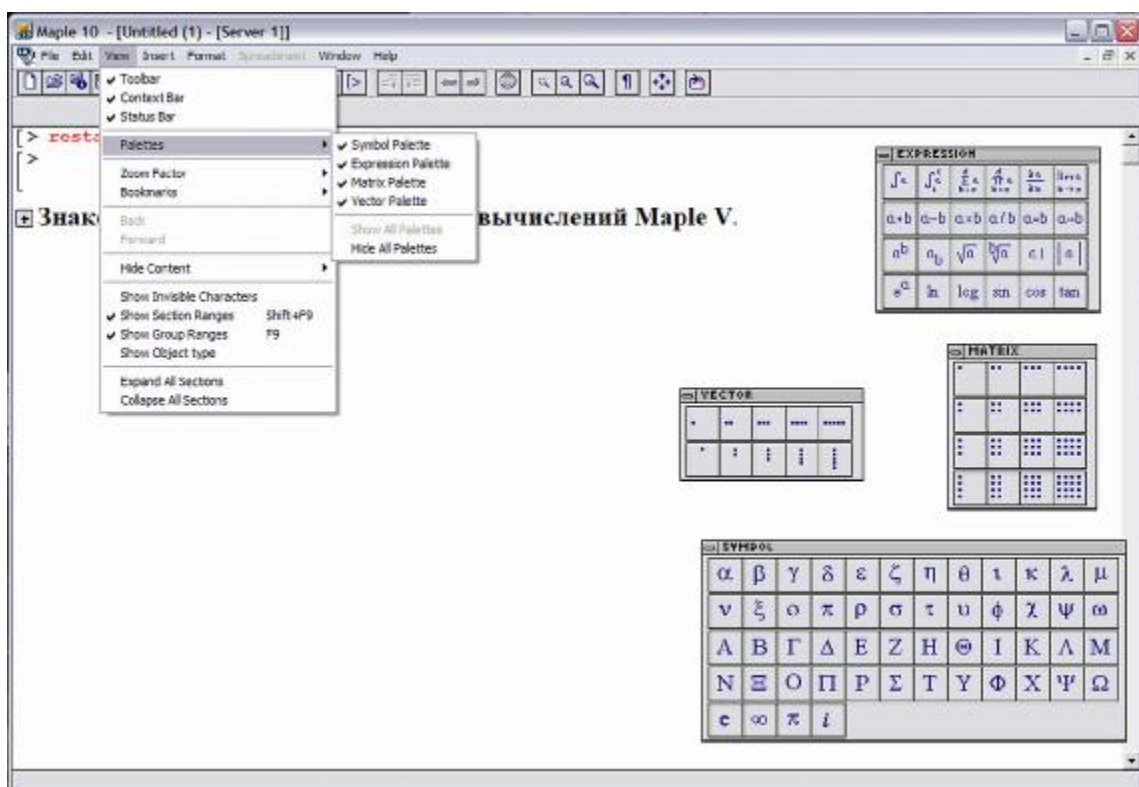 Maple 10 - [Untitled (1) - [Server 1]]
File Edit View Insert Format Spreadsheet Window Help
Toolbar
Context Bar
Status Bar
Palettes
Zoom Factor
Bookmarks
Back
Forward
Hide Content
Show Invisible Characters
Show Section Ranges Shift+F9
Show Group Ranges F9
Show Object type
Expand All Sections
Collapse All Sections
Symbol Palette
Expression Palette
Matrix Palette
Vector Palette
Show All Palettes
Hide All Palettes
[> resta
[>
Знак вычислений Maple V.
EXPRESSION
a+b a-b a*b a/b a=b
a^b a_b √a ⁿ√a a! |a|
e^a ln log sin cos tan
MATRIX
VECTOR
SYMBOL
α β γ δ ε ζ η θ ι κ λ μ
ν ξ ο π ρ σ τ υ φ χ ψ ω
Α Β Γ Δ Ε Ζ Η Θ Ι Κ Λ Μ
Ν Ξ Ο Π Ρ Σ Τ Υ Φ Χ Ψ Ω
e ∞ π i